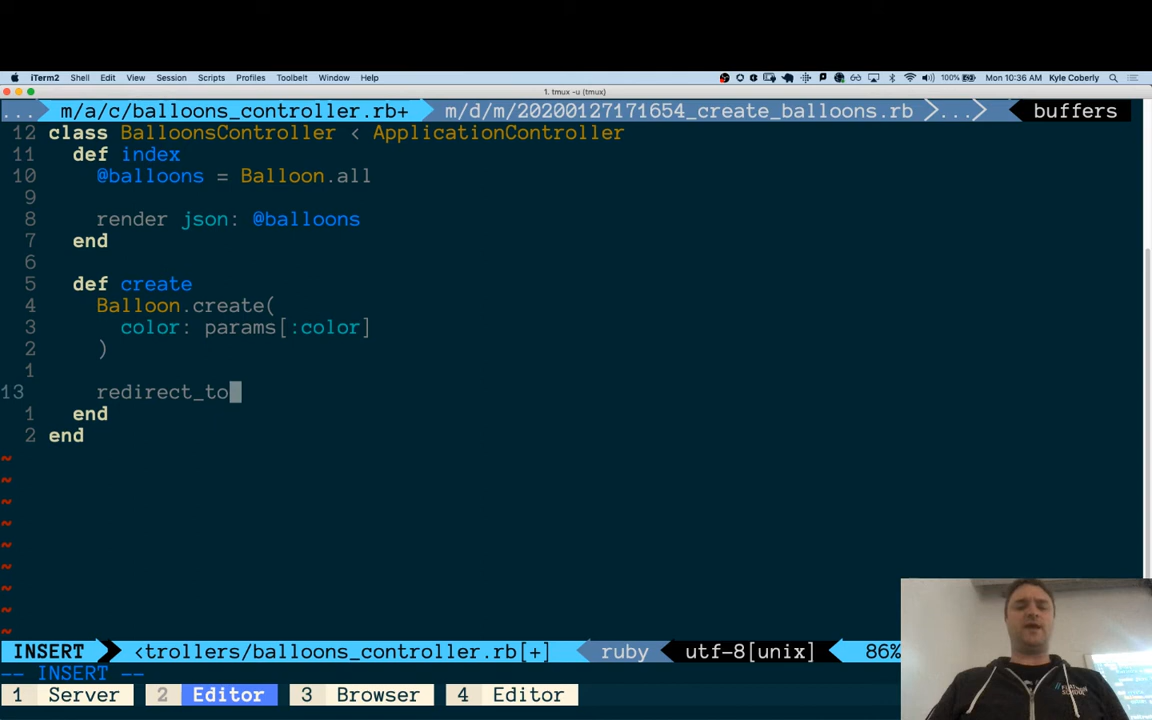 iTerm2 Shell Edit View Session Scripts Profiles Toolbelt Window Help 100% Mon 10:36 AM Kyle Coberly
1. tmux -u (tmux)
... m/a/c/balloons_controller.rb+ m/d/m/20200127171654_create_balloons.rb ... buffers
12 class BalloonsController < ApplicationController
11 def index
10 @balloons = Balloon.all
9
8 render json: @balloons
7 end
6
5 def create
4 Balloon.create(
3 color: params[:color]
2 )
1
13 redirect_to
1 end
2 end
~
~
~
~
~
~
~
~
INSERT <trollers/balloons_controller.rb[+] ruby utf-8[unix] 86%
-- INSERT --
1 Server 2 Editor 3 Browser 4 Editor